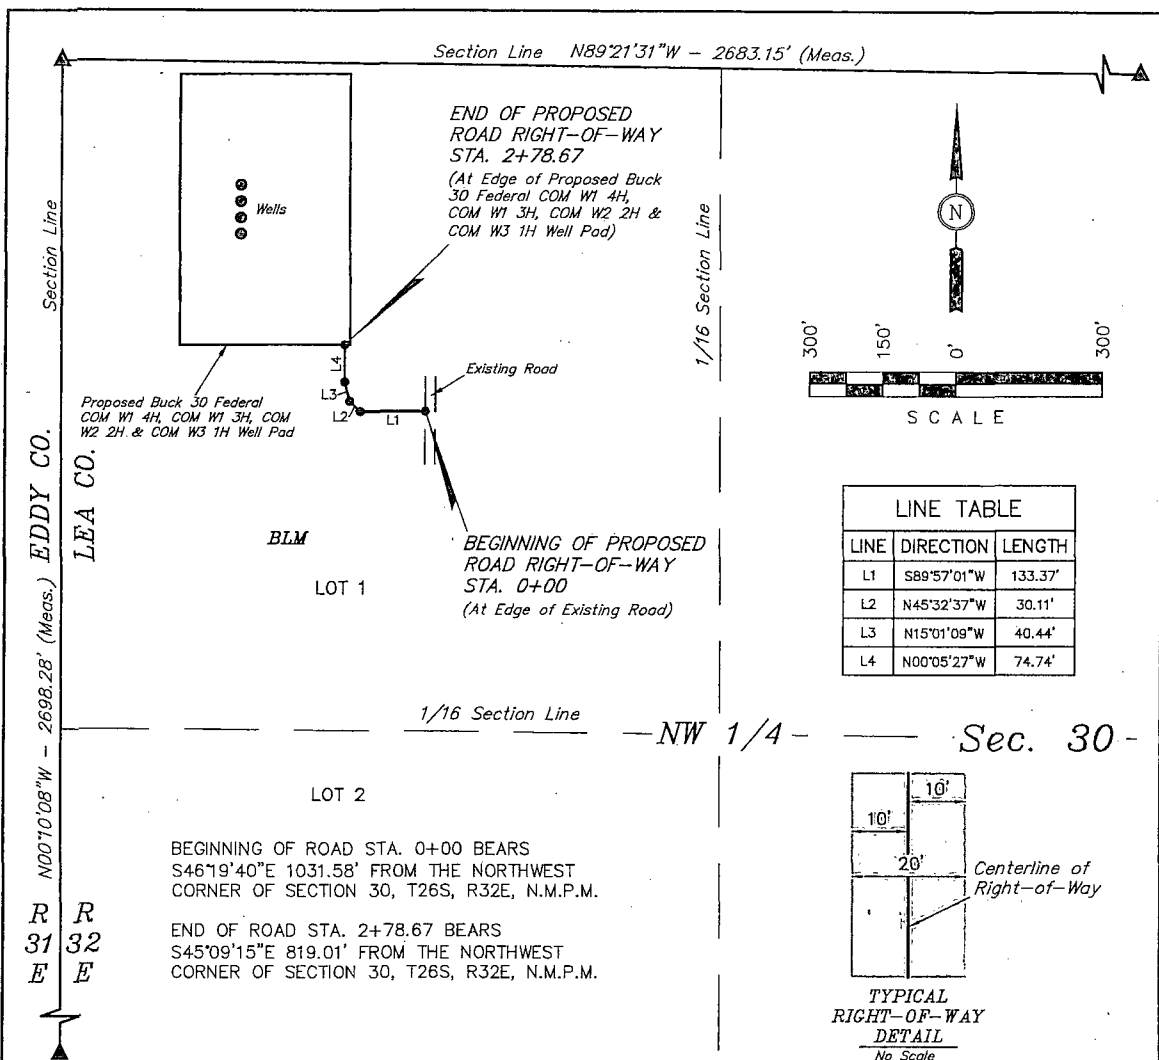 Section Line N89°21'31"W - 2683.15' (Meas.)
END OF PROPOSED
ROAD RIGHT-OF-WAY
STA. 2+78.67
(At Edge of Proposed Buck
30 Federal COM W1 4H,
COM W1 3H, COM W2 2H &
COM W3 1H Well Pad)
Wells
Section Line
1/16 Section Line
N
300'
150'
0'
300'
SCALE
L4
L3
L2
L1
Existing Road
Proposed Buck 30 Federal
COM W1 4H, COM W1 3H, COM
W2 2H & COM W3 1H Well Pad
EDDY CO.
LEA CO.
N00°10'08"W - 2698.28' (Meas.)
BLM
LOT 1
BEGINNING OF PROPOSED
ROAD RIGHT-OF-WAY
STA. 0+00
(At Edge of Existing Road)
LINE TABLE
LINE DIRECTION LENGTH
L1 S89°57'01"W 133.37'
L2 N45°32'37"W 30.11'
L3 N15°01'09"W 40.44'
L4 N00°05'27"W 74.74'
1/16 Section Line
NW 1/4
Sec. 30
LOT 2
BEGINNING OF ROAD STA. 0+00 BEARS
S46°19'40"E 1031.58' FROM THE NORTHWEST
CORNER OF SECTION 30, T26S, R32E, N.M.P.M.
END OF ROAD STA. 2+78.67 BEARS
S45°09'15"E 819.01' FROM THE NORTHWEST
CORNER OF SECTION 30, T26S, R32E, N.M.P.M.
R R
31 32
E E
10'
10'
20'
Centerline of
Right-of-Way
TYPICAL
RIGHT-OF-WAY
DETAIL
No Scale